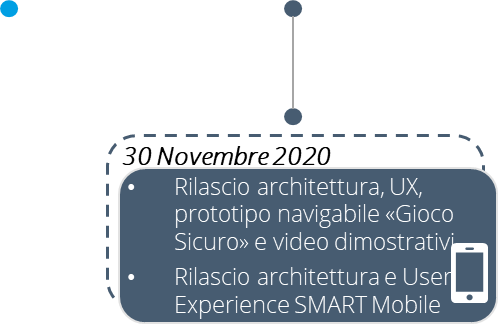 30 Novembre 2020
• Rilascio architettura, UX,
prototipo navigabile «Gioco
Sicuro» e video dimostrativi
• Rilascio architettura e User
Experience SMART Mobile